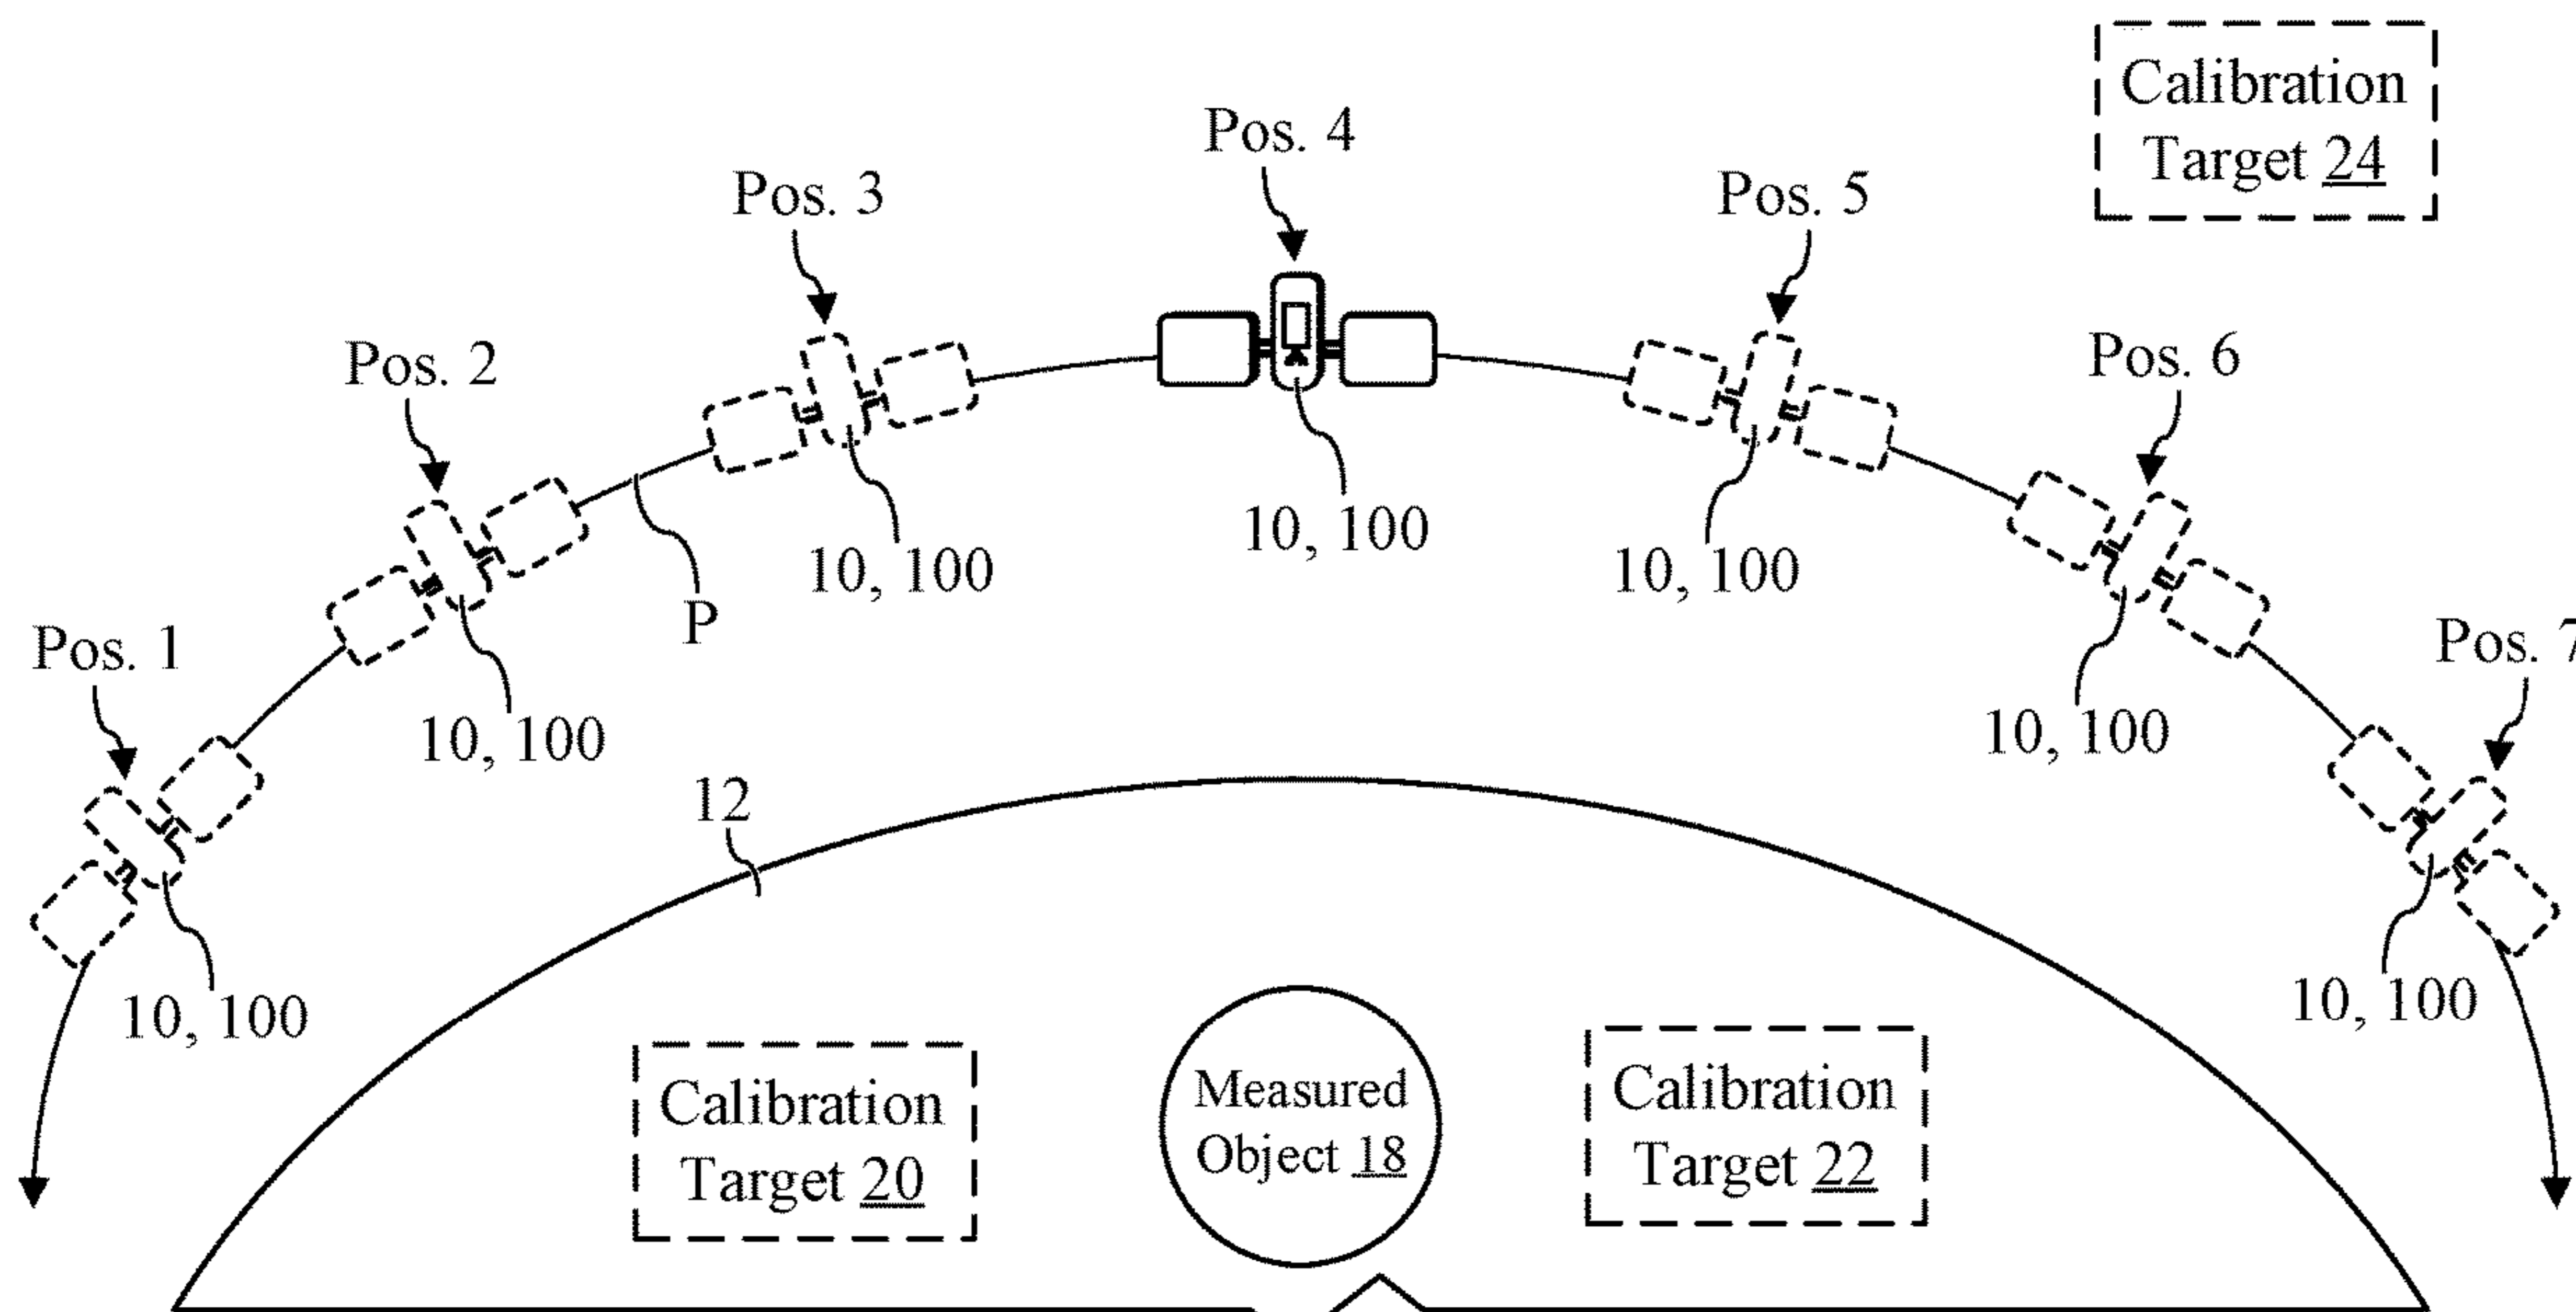 Calibration
Target 24
Pos. 4
Pos. 3
Pos. 5
Pos. 2
Pos. 6
10, 100
10, 100
10, 100
P
Pos. 1
Pos. 7
10, 100
10, 100
12
10, 100
10, 100
Measured
Object 18
Calibration
Target 20
Calibration
Target 22